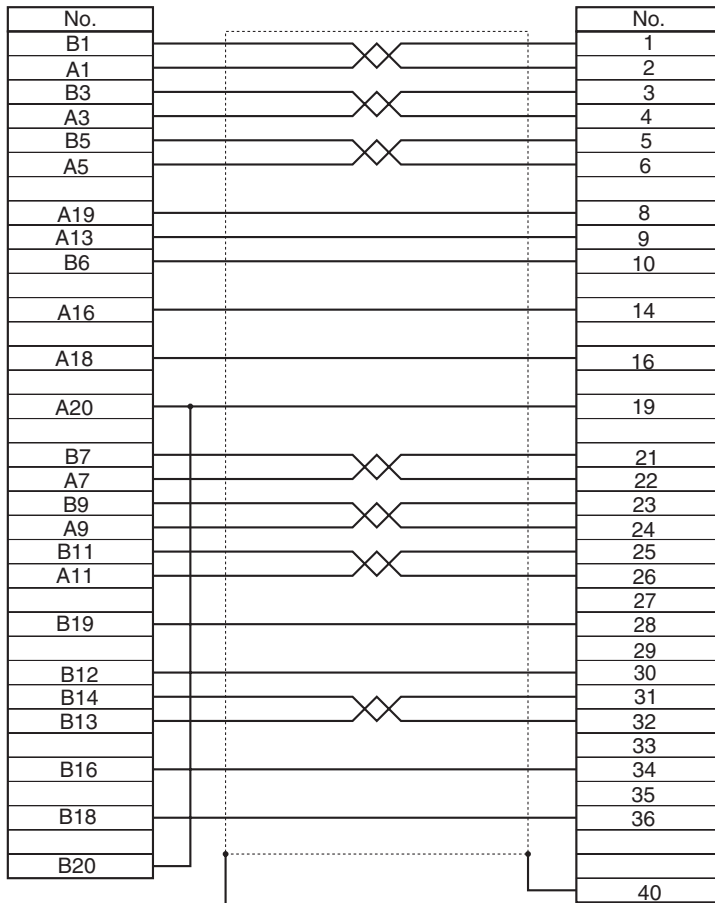 No. No.
B1 1
A1 2
B3 3
A3 4
B5 5
A5 6
A19 8
A13 9
B6 10
A16 14
A18 16
A20 19
B7 21
A7 22
B9 23
A9 24
B11 25
A11 26
27
B19 28
29
B12 30
B14 31
B13 32
33
B16 34
35
B18 36
B20
40